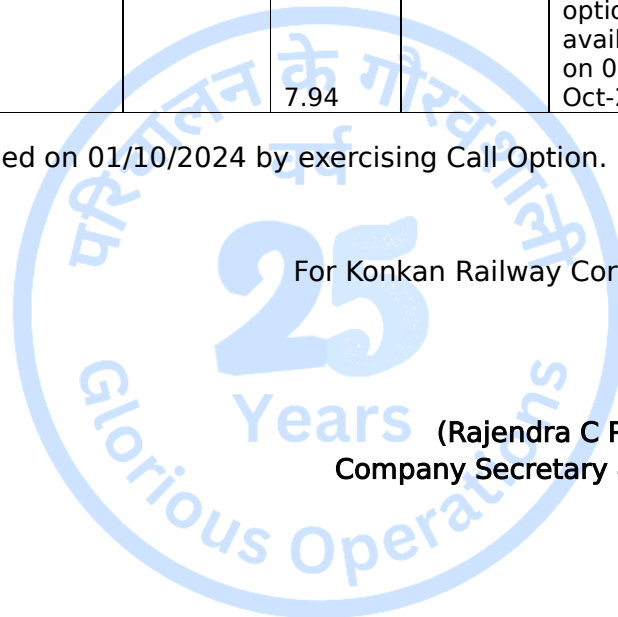 optio
avail
on 0
7.94 Oct-2
ed on 01/10/2024 by exercising Call Option.
परिचालन के गौरवशाली
वर्ष
25
For Konkan Railway Cor
Years
(Rajendra C P
Company Secretary
Glorious Operations